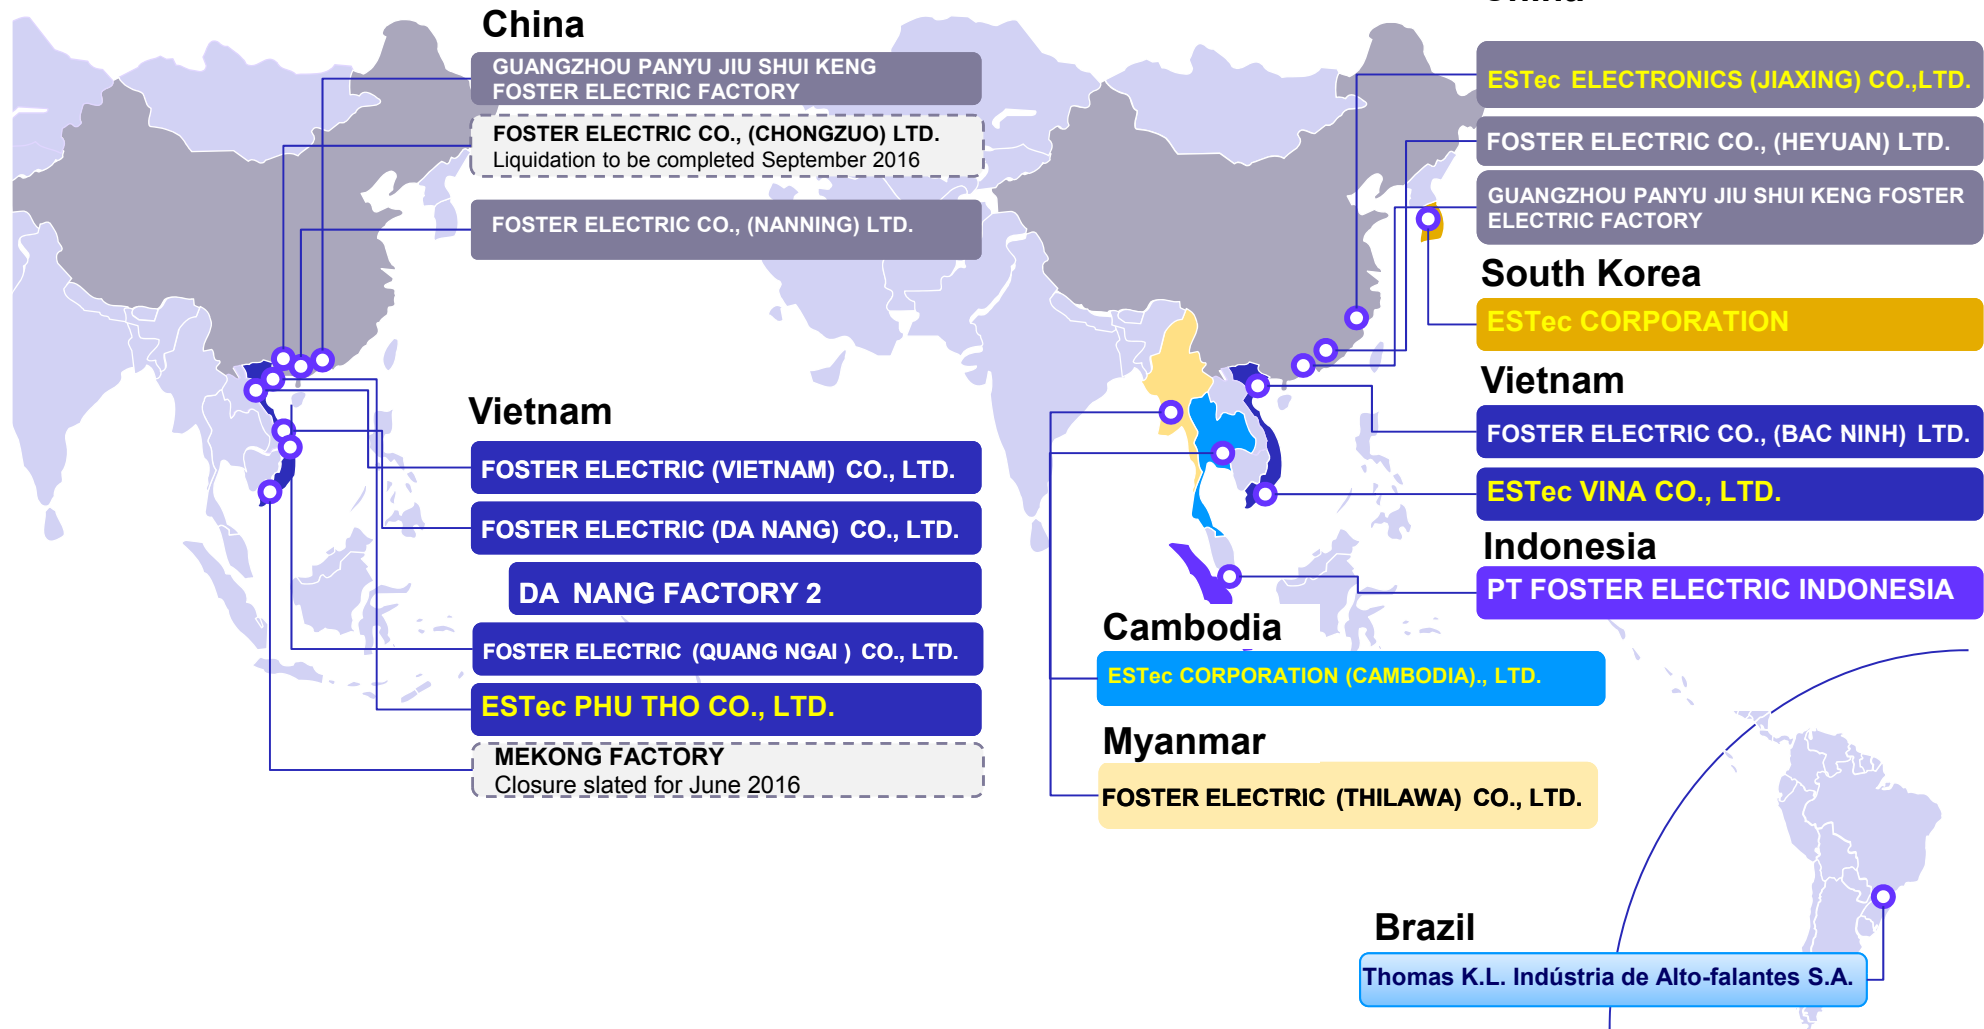 China
GUANGZHOU PANYU JIU SHUI KENG
FOSTER ELECTRIC FACTORY
FOSTER ELECTRIC CO., (CHONGZUO) LTD.
Liquidation to be completed September 2016
FOSTER ELECTRIC CO., (NANNING) LTD.
Vietnam
FOSTER ELECTRIC (VIETNAM) CO., LTD.
FOSTER ELECTRIC (DA NANG) CO., LTD.
DA NANG FACTORY 2
FOSTER ELECTRIC (QUANG NGAI ) CO., LTD.
ESTec PHU THO CO., LTD.
MEKONG FACTORY
Closure slated for June 2016
ESTec ELECTRONICS (JIAXING) CO.,LTD.
FOSTER ELECTRIC CO., (HEYUAN) LTD.
GUANGZHOU PANYU JIU SHUI KENG FOSTER
ELECTRIC FACTORY
South Korea
ESTec CORPORATION
Vietnam
FOSTER ELECTRIC CO., (BAC NINH) LTD.
ESTec VINA CO., LTD.
Indonesia
PT FOSTER ELECTRIC INDONESIA
Cambodia
ESTec CORPORATION (CAMBODIA)., LTD.
Myanmar
FOSTER ELECTRIC (THILAWA) CO., LTD.
Brazil
Thomas K.L. Indústria de Alto-falantes S.A.